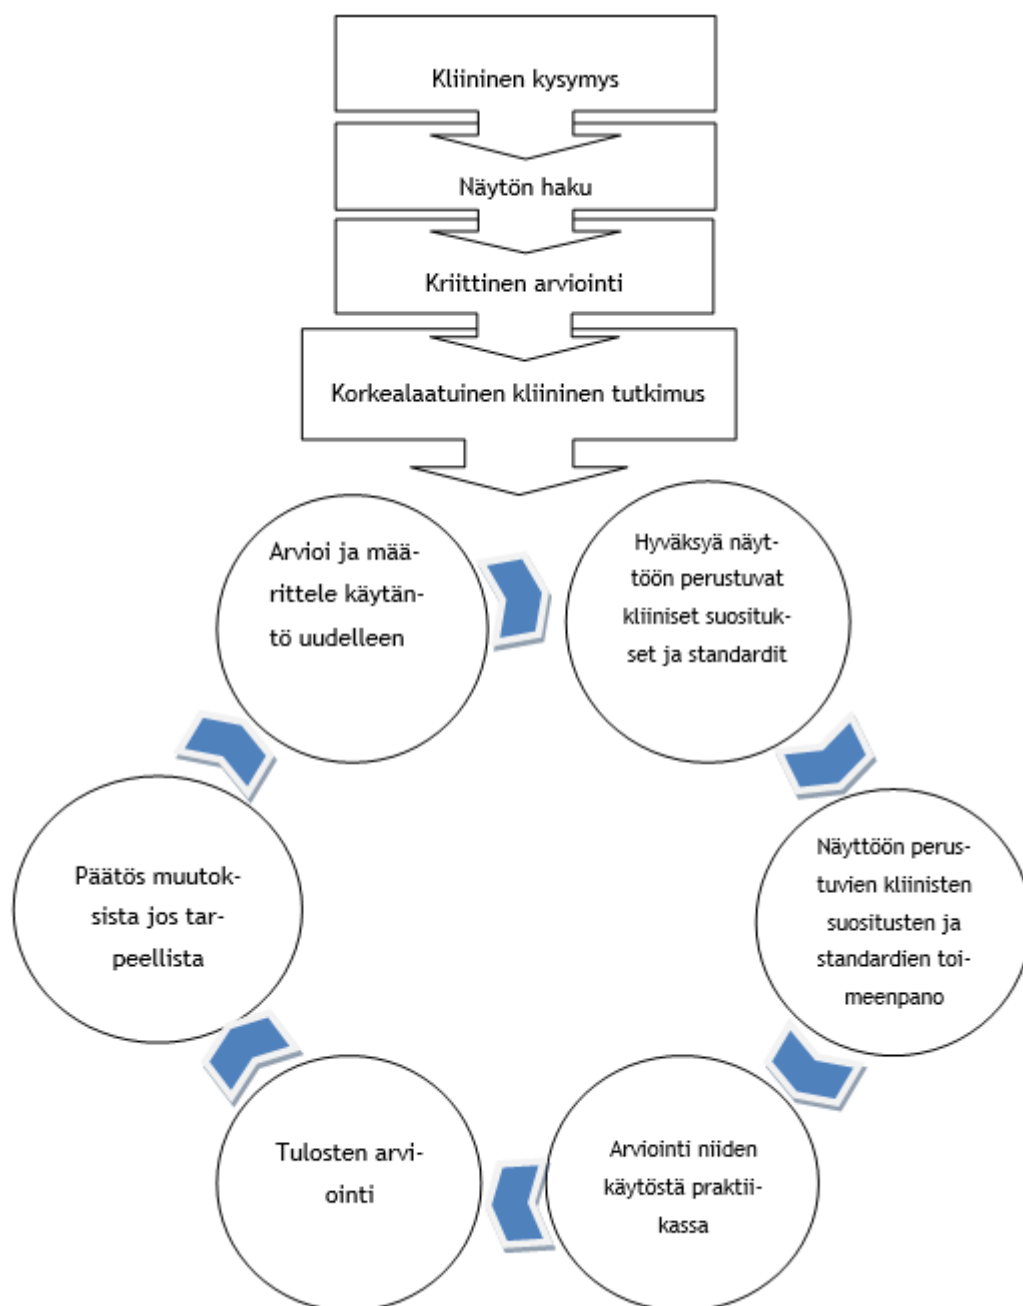 Kliininen kysymys
Näytön haku
Kriittinen arviointi
Korkealaatuinen kliininen tutkimus
Arvioi ja mää-
rittele käytän-
tö uudelleen
Hyväksyä näyt-
töön perustuvat
kliiniset suosituk-
set ja standardit
Näyttöön perus-
tuvien kliinisten
suositusten ja
standardien toi-
meenpano
Arviointi niiden
käytöstä praktii-
kassa
Tulosten arvi-
ointi
Päätös muutok-
sista jos tar-
peellista